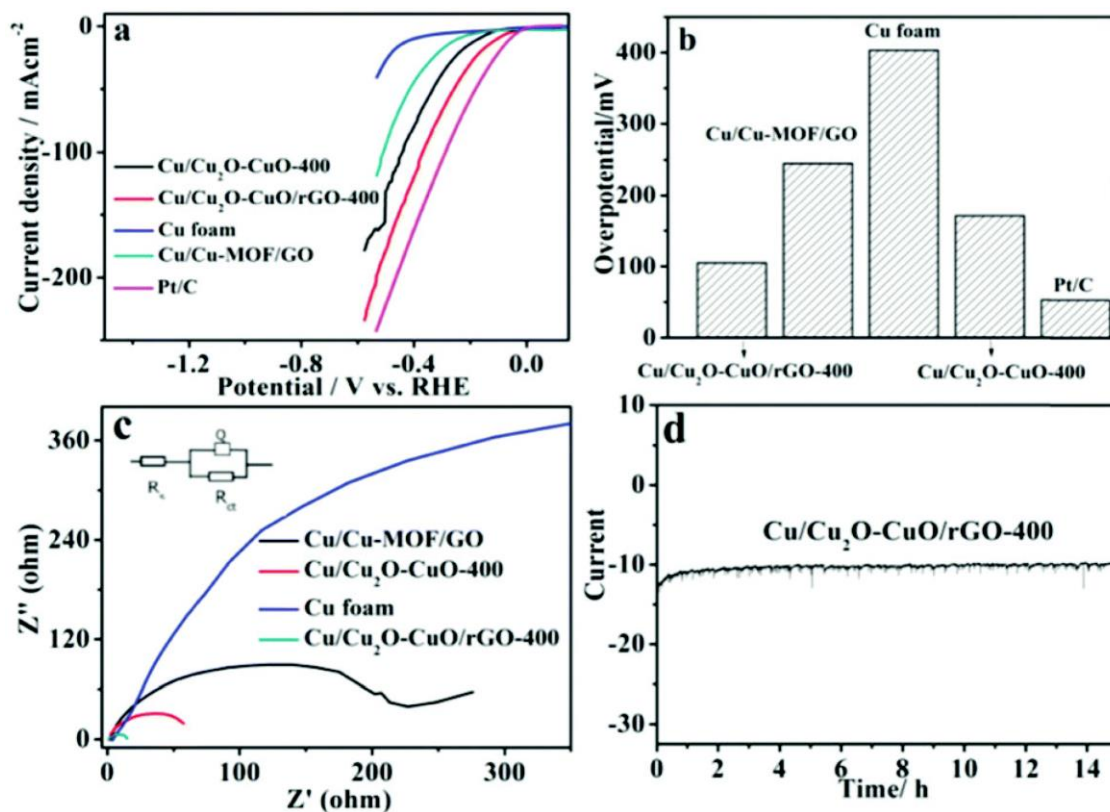 a
0
-100
-200
Current density / mAcm⁻²
Cu/Cu₂O-CuO-400
Cu/Cu₂O-CuO/rGO-400
Cu foam
Cu/Cu-MOF/GO
Pt/C
-1.2 -0.8 -0.4 0.0
Potential / V vs. RHE
b
400
300
200
100
0
Overpotential/mV
Cu foam
Cu/Cu-MOF/GO
Pt/C
Cu/Cu₂O-CuO/rGO-400
Cu/Cu₂O-CuO-400
c
360
240
120
0
Z'' (ohm)
Q
Rₛ
R_ct
Cu/Cu-MOF/GO
Cu/Cu₂O-CuO-400
Cu foam
Cu/Cu₂O-CuO/rGO-400
0 100 200 300
Z' (ohm)
d
10
0
-10
-20
-30
Current
Cu/Cu₂O-CuO/rGO-400
0 2 4 6 8 10 12 14
Time/ h